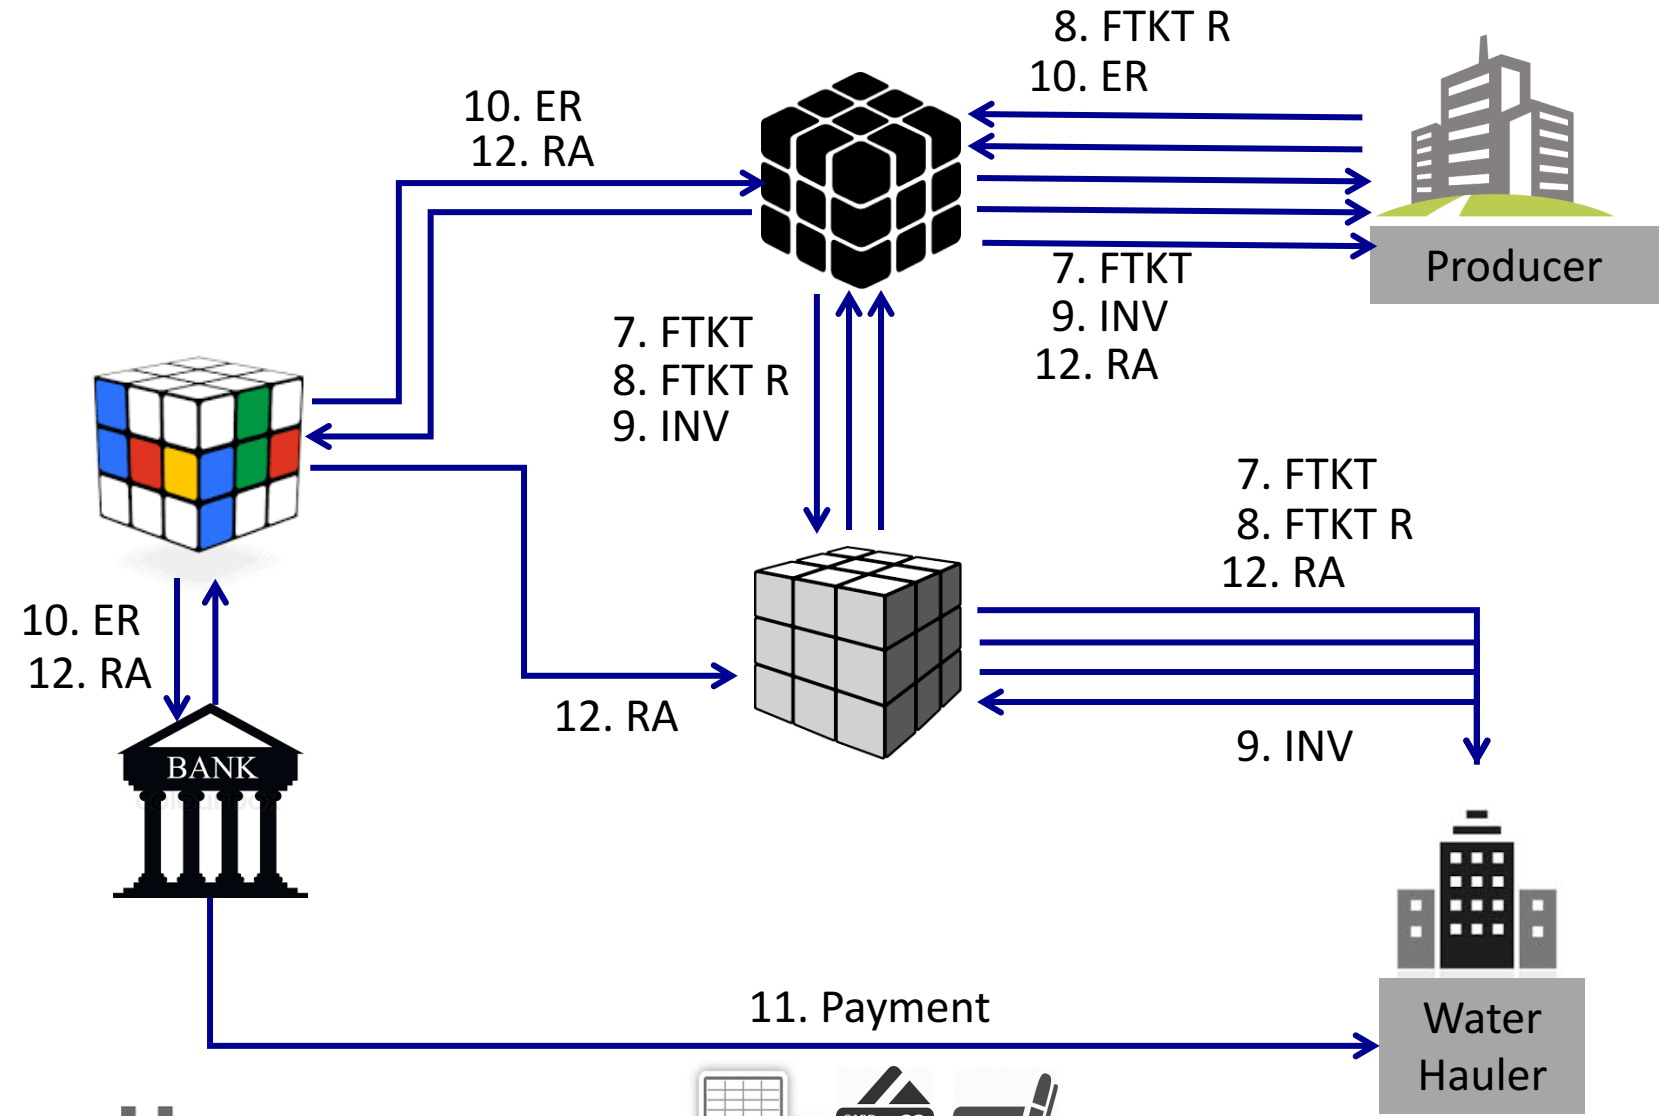 8. FTKT R
10. ER
10. ER
12. RA
7. FTKT
9. INV
12. RA
Producer
7. FTKT
8. FTKT R
9. INV
7. FTKT
8. FTKT R
12. RA
10. ER
12. RA
12. RA
9. INV
BANK
11. Payment
Water
Hauler